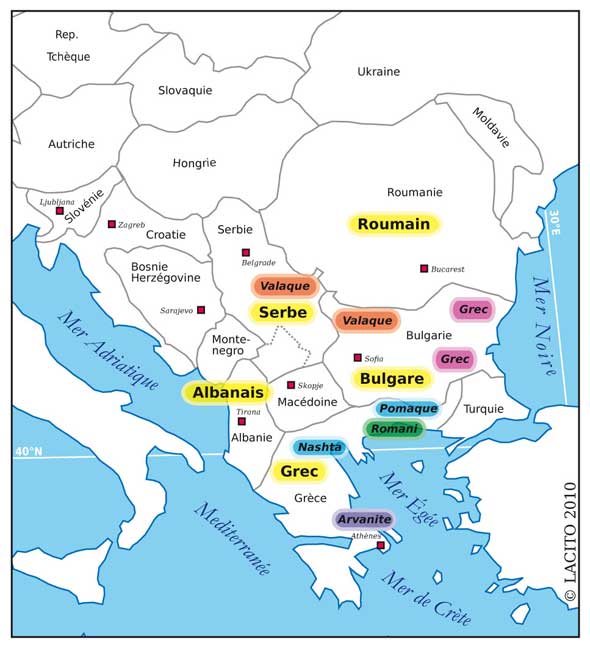 Rep.
Tchèque
Ukraine
Slovaquie
Moldavie
Autriche
Hongrie
Roumanie
Ljubljana
Slovénie
Zagreb
Croatie
Serbie
Roumain
30°E
Belgrade
Bosnie
Herzégovine
Bucarest
Valaque
Mer Noire
Sarajevo
Serbe
Valaque
Grec
Bulgarie
Mer Adriatique
Monte-
negro
Sofia
Grec
Bulgare
Albanais
Skopje
Macédoine
Tirana
Pomaque
Turquie
Romani
Albanie
Nashta
40°N
Grec
Mer Égée
Grèce
Mediterranée
Arvanite
Athènes
Mer de Crète
© LACITO 2010